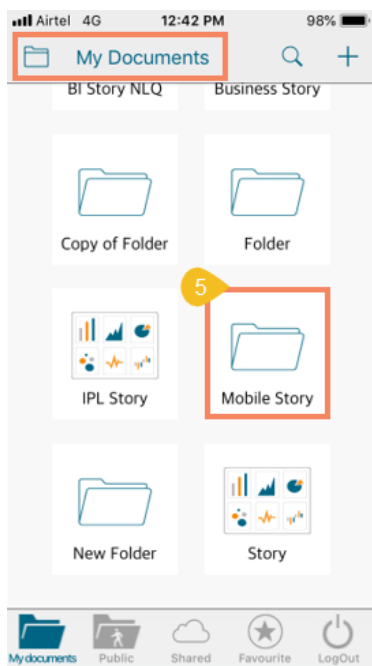 Airtel 4G 12:42 PM 98%
My Documents
BI Story NLQ Business Story
Copy of Folder Folder
5
IPL Story Mobile Story
New Folder Story
My documents Public Shared Favourite LogOut